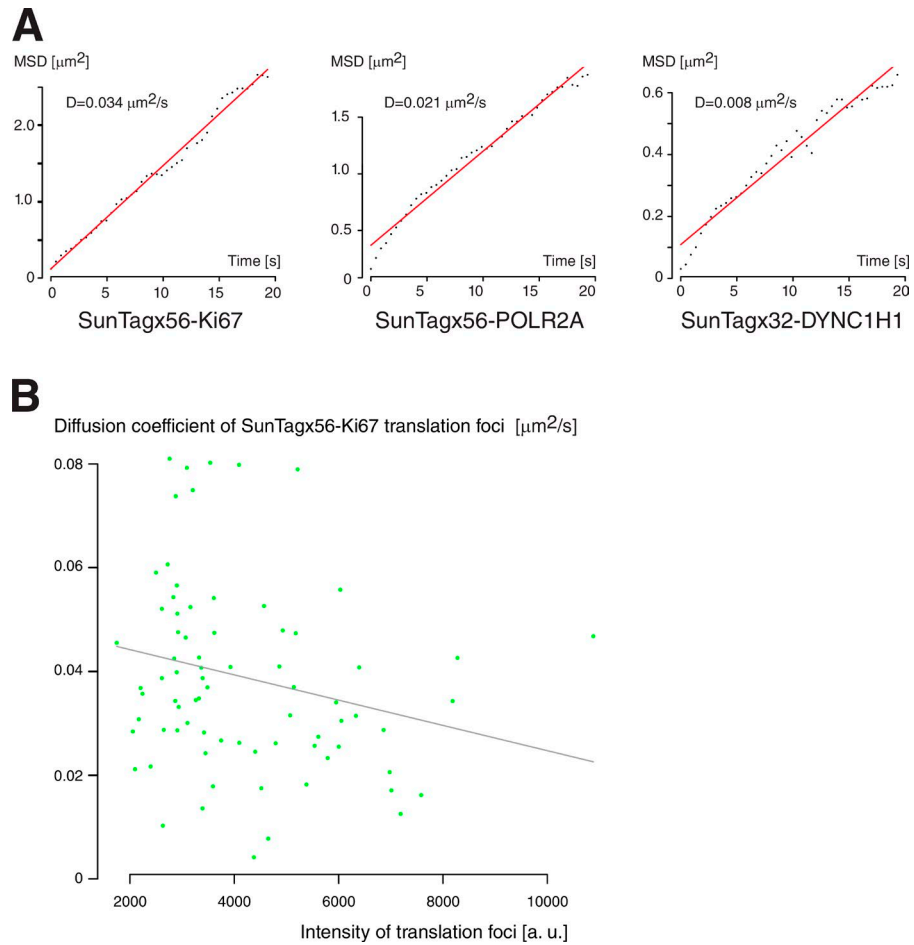 A
MSD [μm²] MSD [μm²] MSD [μm²]
D=0.034 μm²/s D=0.021 μm²/s D=0.008 μm²/s
2.0
1.0
0
1.5
1.0
0.5
0
0.6
0.4
0.2
0
Time [s] Time [s] Time [s]
0 5 10 15 20 0 5 10 15 20 0 5 10 15 20
SunTagx56-Ki67 SunTagx56-POLR2A SunTagx32-DYNC1H1
B
Diffusion coefficient of SunTagx56-Ki67 translation foci [μm²/s]
0.08
0.06
0.04
0.02
0
2000 4000 6000 8000 10000
Intensity of translation foci [a. u.]